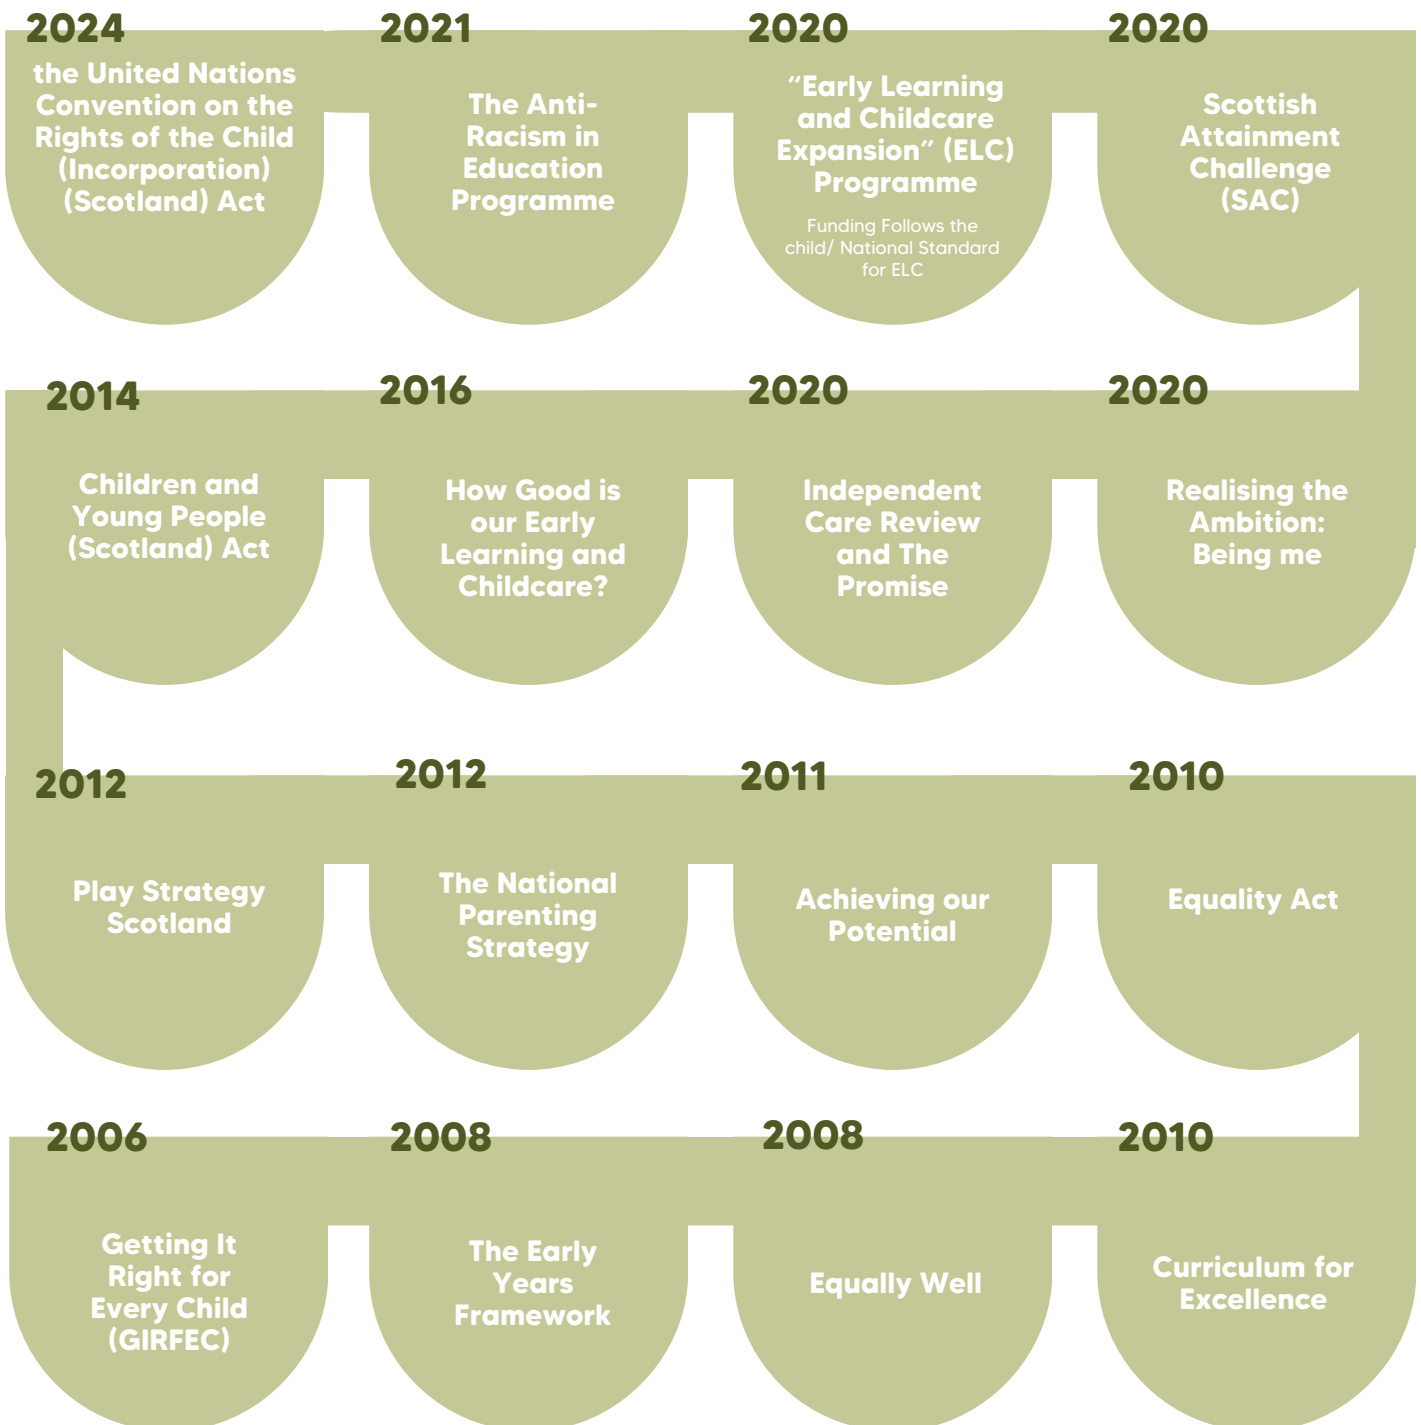 2024
the United Nations
Convention on the
Rights of the Child
(Incorporation)
(Scotland) Act
2021
The Anti-
Racism in
Education
Programme
2020
“Early Learning
and Childcare
Expansion” (ELC)
Programme
Funding Follows the
child/ National Standard
for ELC
2020
Scottish
Attainment
Challenge
(SAC)
2014
Children and
Young People
(Scotland) Act
2016
How Good is
our Early
Learning and
Childcare?
2020
Independent
Care Review
and The
Promise
2020
Realising the
Ambition:
Being me
2012
Play Strategy
Scotland
2012
The National
Parenting
Strategy
2011
Achieving our
Potential
2010
Equality Act
2006
Getting It
Right for
Every Child
(GIRFEC)
2008
The Early
Years
Framework
2008
Equally Well
2010
Curriculum for
Excellence